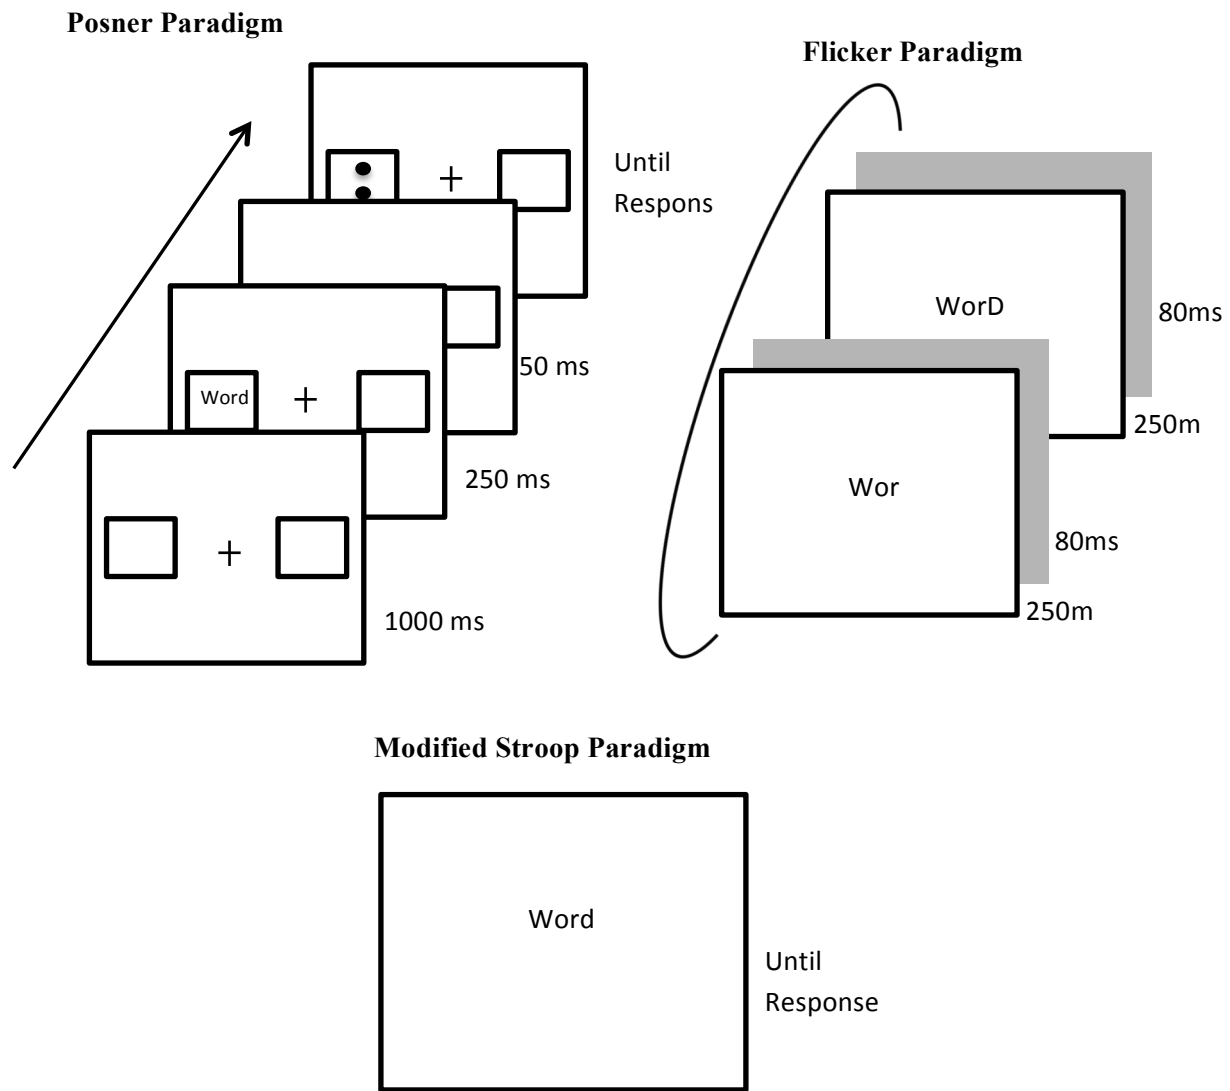 Posner Paradigm
Until
Respons
50 ms
Word
+
+
250 ms
+
1000 ms
Flicker Paradigm
WorD
80ms
250m
Wor
80ms
250m
Modified Stroop Paradigm
Word
Until
Response